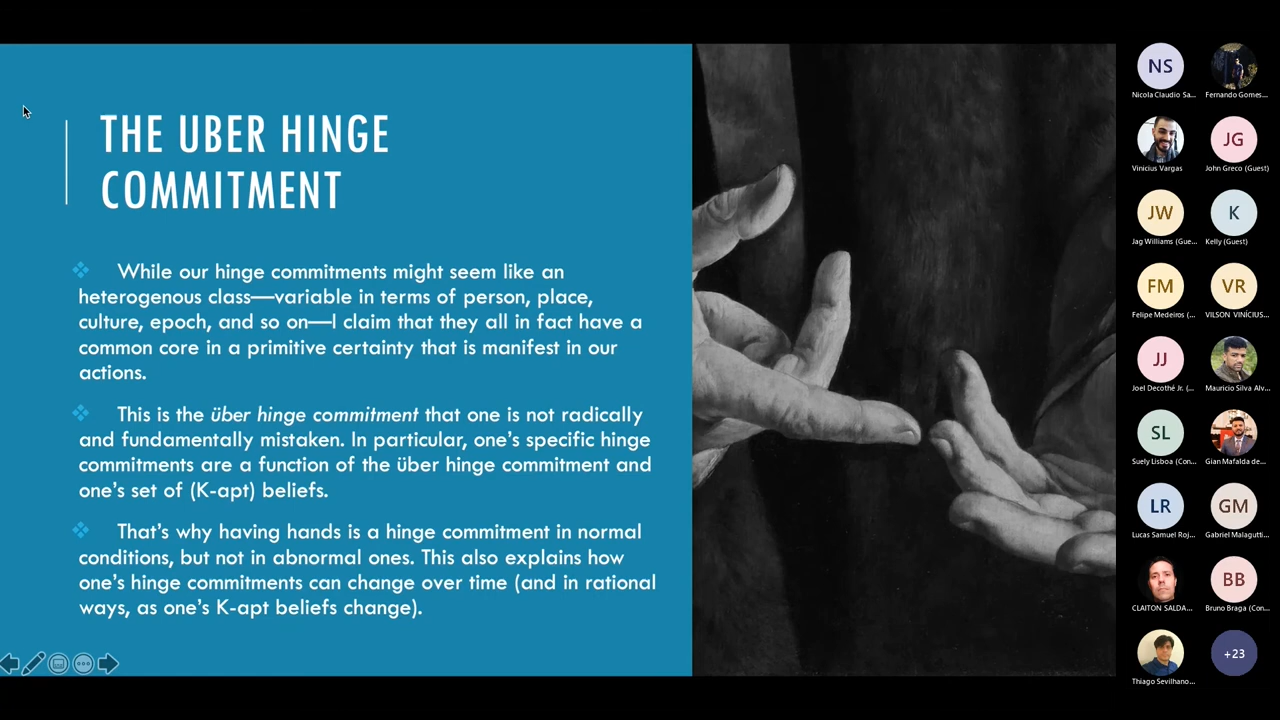 THE UBER HINGE
COMMITMENT
While our hinge commitments might seem like an
heterogenous class—variable in terms of person, place,
culture, epoch, and so on—I claim that they all in fact have a
common core in a primitive certainty that is manifest in our
actions.
This is the über hinge commitment that one is not radically
and fundamentally mistaken. In particular, one’s specific hinge
commitments are a function of the über hinge commitment and
one’s set of (K-apt) beliefs.
That’s why having hands is a hinge commitment in normal
conditions, but not in abnormal ones. This also explains how
one’s hinge commitments can change over time (and in rational
ways, as one’s K-apt beliefs change).
NS
Nicola Claudio Sa...
Fernando Gomes...
Vinicius Vargas
JG
John Greco (Guest)
JW
Jag Williams (Gue...
K
Kelly (Guest)
FM
Felipe Medeiros (...
VR
VILSON VINÍCIUS...
JJ
Joel Decothé Jr. (...
Mauricio Silva Alv...
SL
Suely Lisboa (Con...
Gian Mafalda de...
LR
Lucas Samuel Roj...
GM
Gabriel Malagutti...
CLAITON SALDA...
BB
Bruno Braga (Con...
Thiago Sevilhano...
+23